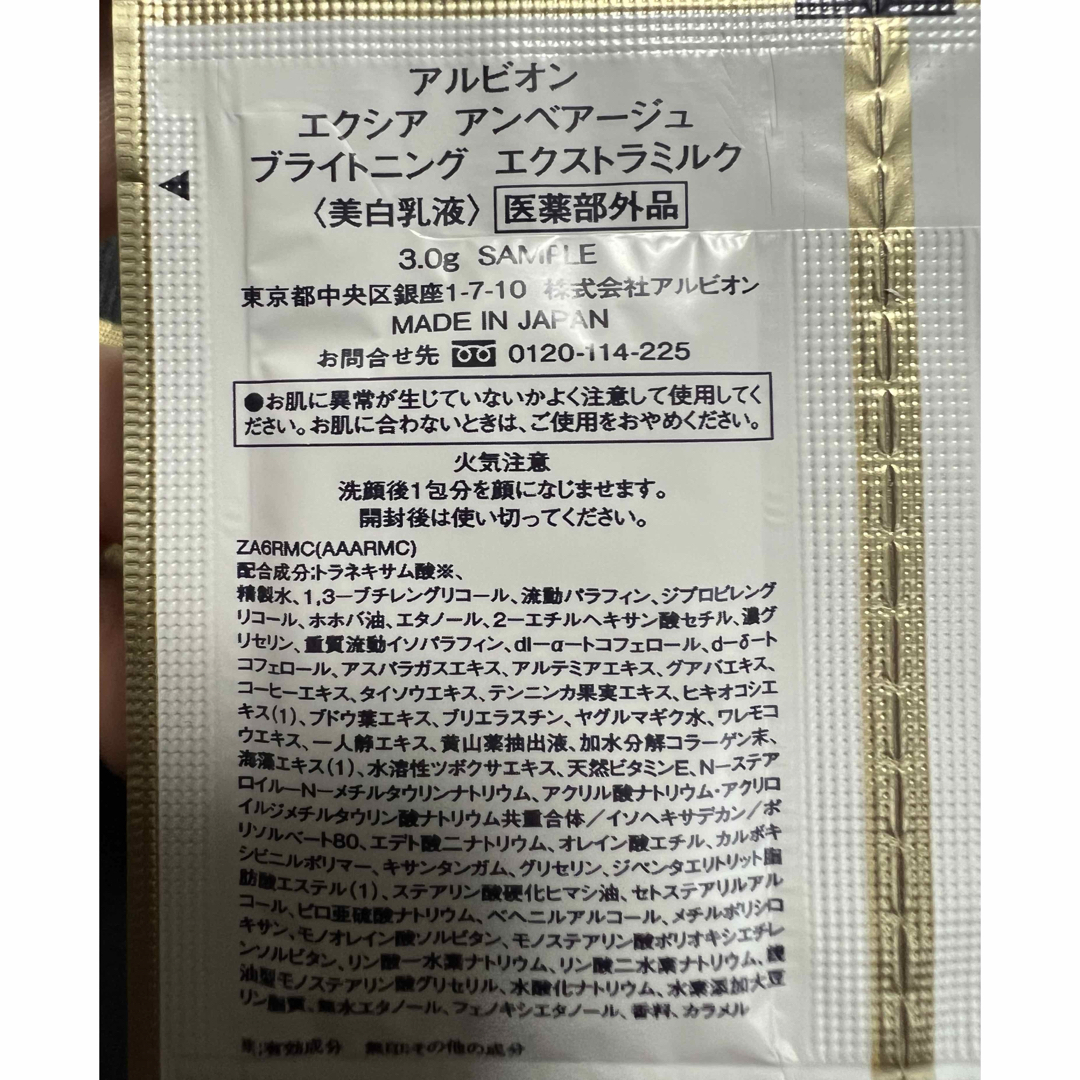 アルビオン
エクシア アンベアージュ
ブライトニング エクストラミルク
〈美白乳液〉 医薬部外品
3.0g SAMPLE
東京都中央区銀座1-7-10 株式会社アルビオン
MADE IN JAPAN
お問合せ先 0120-114-225
●お肌に異常が生じていないかよく注意して使用してく
ださい。お肌に合わないときは、ご使用をおやめください。
火気注意
洗顔後1包分を顔になじませます。
開封後は使い切ってください。
ZA6RMC(AAARMC)
配合成分:トラネキサム酸※、
精製水、1,3ーブチレングリコール、流動パラフィン、ジプロピレング
リコール、ホホバ油、エタノール、2ーエチルヘキサン酸セチル、濃グ
リセリン、重質流動イソパラフィン、dlーαートコフェロール、dーδート
コフェロール、アスパラガスエキス、アルテミアエキス、グアバエキス、
コーヒーエキス、タイソウエキス、テンニンカ果実エキス、ヒキオコシエ
キス(1)、ブドウ葉エキス、ブリエラスチン、ヤグルマギク水、ワレモコ
ウエキス、一人静エキス、黄山薬抽出液、加水分解コラーゲン末、
海藻エキス(1)、水溶性ツボクサエキス、天然ビタミンE、Nーステア
ロイルーNーメチルタウリンナトリウム、アクリル酸ナトリウム・アクリロ
イルジメチルタウリン酸ナトリウム共重合体/イソヘキサデカン/ポ
リソルベート80、エデト酸二ナトリウム、オレイン酸エチル、カルボキ
シビニルポリマー、キサンタンガム、グリセリン、ジペンタエリトリット脂
肪酸エステル(1)、ステアリン酸硬化ヒマシ油、セトステアリルアル
コール、ピロ亜硫酸ナトリウム、ベヘニルアルコール、メチルポリシロ
キサン、モノオレイン酸ソルビタン、モノステアリン酸ポリオキシエチレ
ンソルビタン、リン酸一水素ナトリウム、リン酸二水素ナトリウム、親
油型モノステアリン酸グリセリル、水酸化ナトリウム、水素添加大豆
リン脂質、無水エタノール、フェノキシエタノール、香料、カラメル
※:有効成分 無印:その他の成分